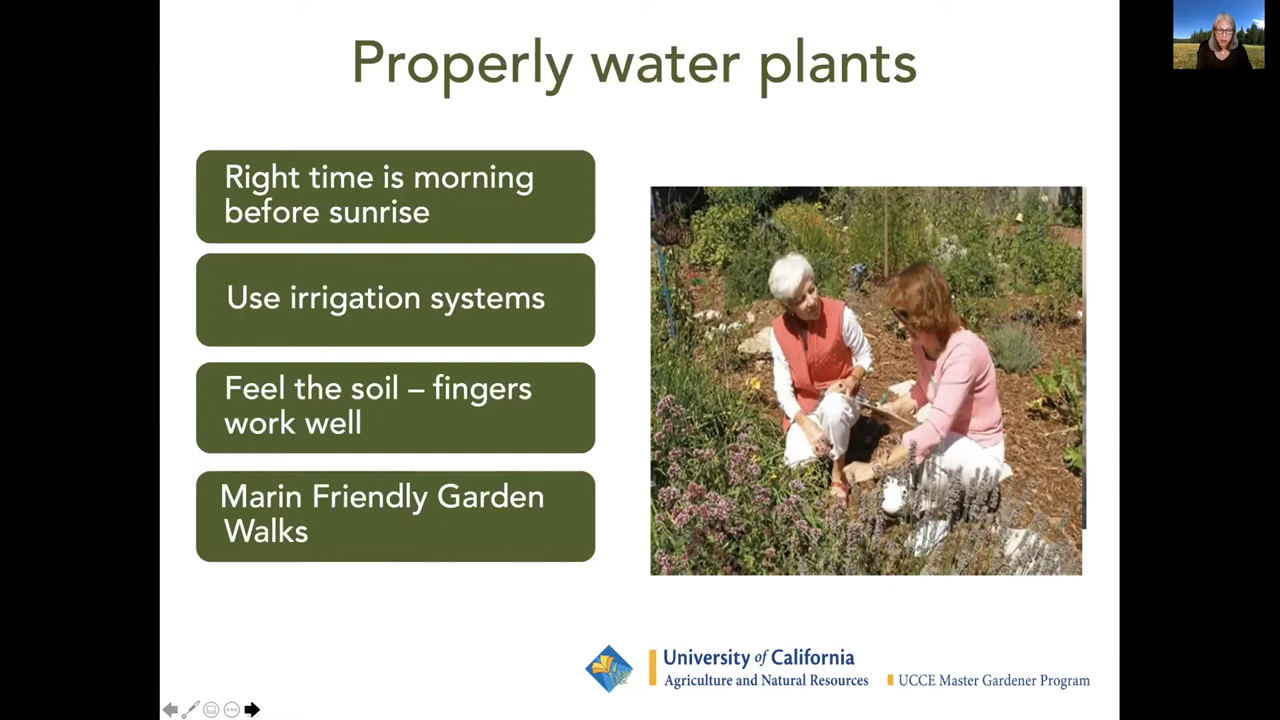 Properly water plants
Right time is morning
before sunrise
Use irrigation systems
Feel the soil – fingers
work well
Marin Friendly Garden
Walks
University of California
Agriculture and Natural Resources
UCCE Master Gardener Program